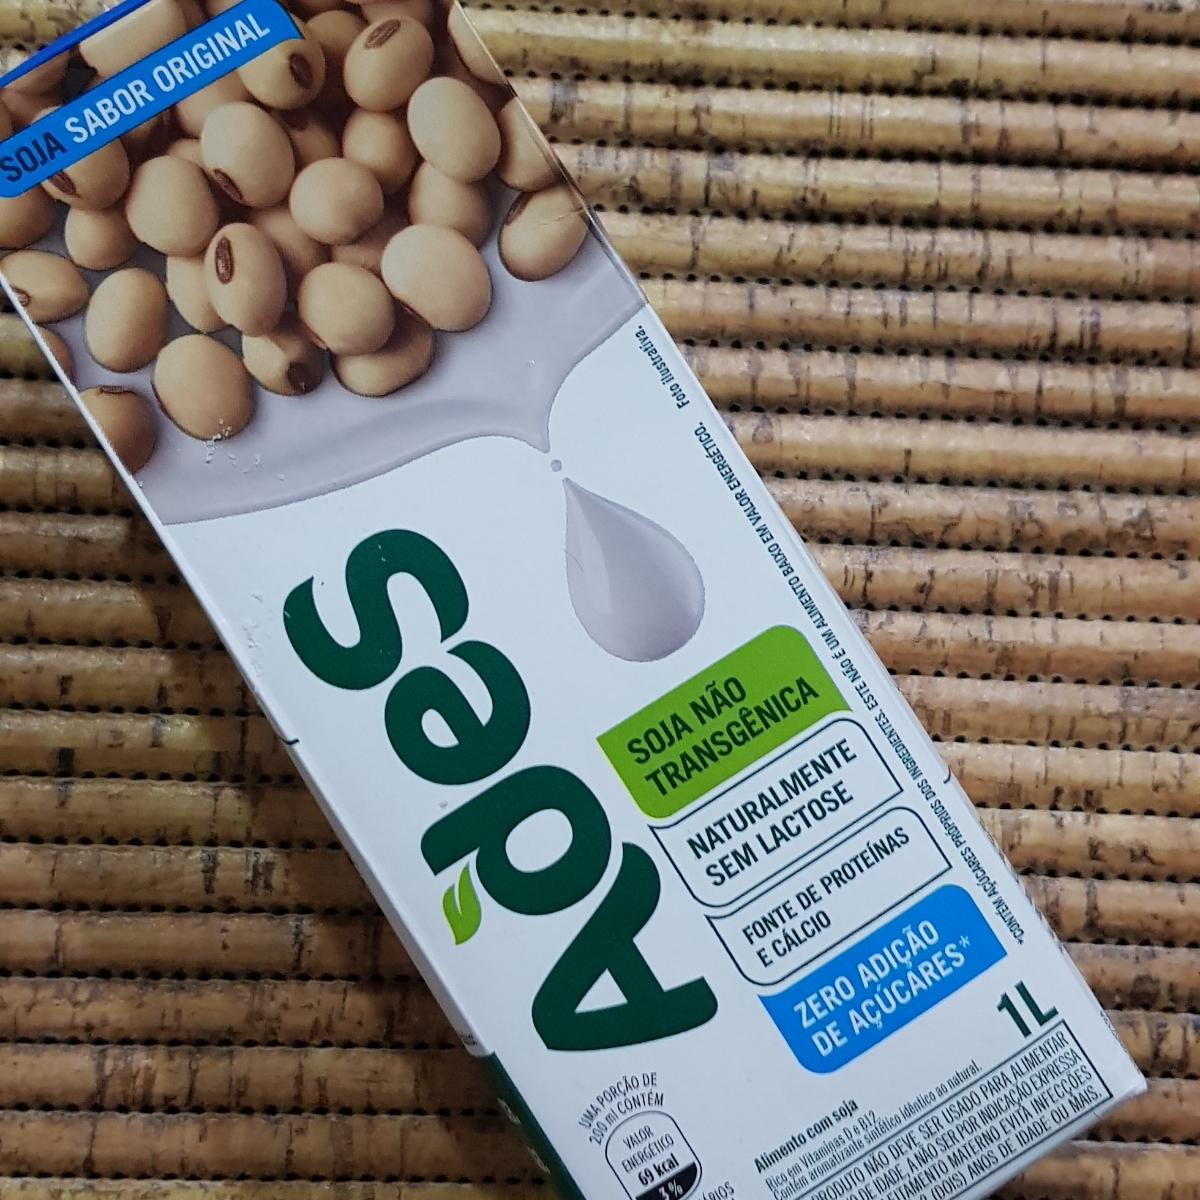 SOJA SABOR ORIGINAL
Foto ilustrativa.
Ades
SOJA NÃO
TRANSGÊNICA
NATURALMENTE
SEM LACTOSE
FONTE DE PROTEÍNAS
E CÁLCIO
ZERO ADIÇÃO
DE AÇÚCARES*
*CONTÉM AÇÚCARES PRÓPRIOS DOS INGREDIENTES. ESTE NÃO É UM ALIMENTO BAIXO EM VALOR ENERGÉTICO.
1L
UMA PORÇÃO DE
200 ml CONTÉM
VALOR
ENERGÉTICO
69 kcal
3%
Alimento com soja
Rico em Vitaminas D e B12
Contém aromatizante sintético idêntico ao natural.
PRODUTO NÃO DEVE SER USADO PARA ALIMENTAR
DE IDADE, A NÃO SER POR INDICAÇÃO EXPRESSA
MATERNO EVITA INFECÇÕES
(DOIS) ANOS DE IDADE OU MAIS.